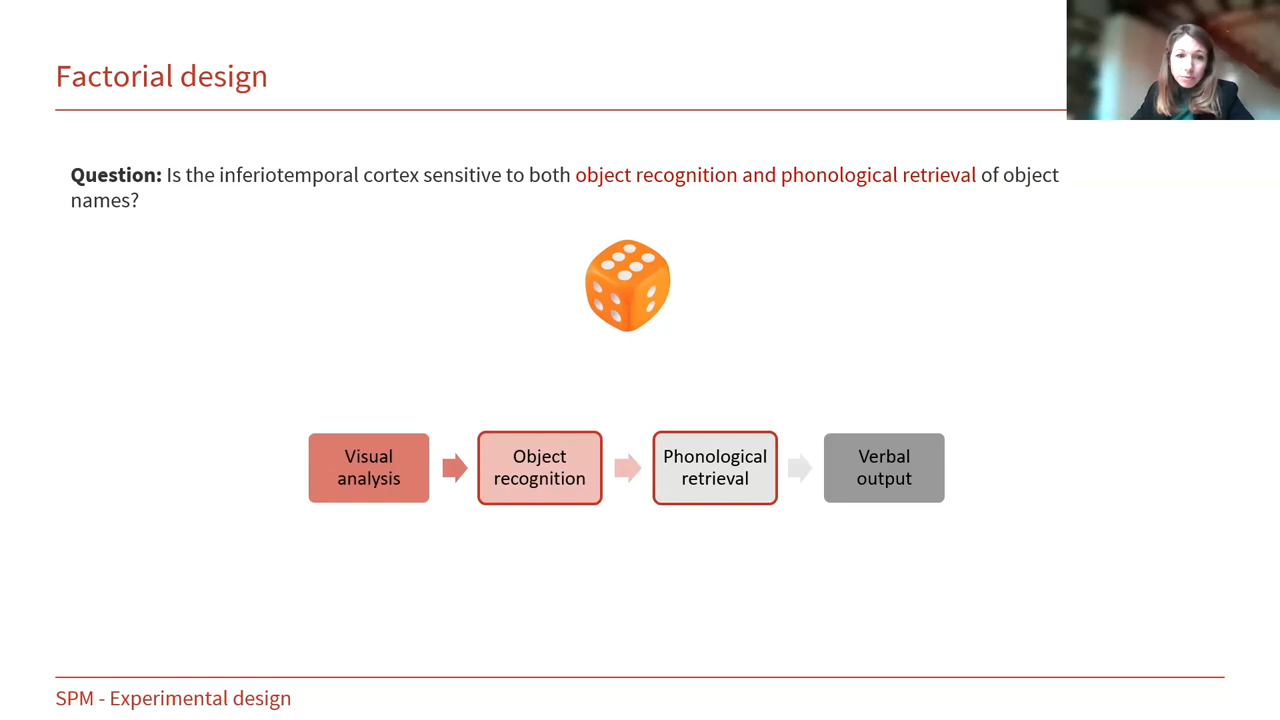 Factorial design
Question: Is the inferiotemporal cortex sensitive to both object recognition and phonological retrieval of object
names?
Visual
analysis
Object
recognition
Phonological
retrieval
Verbal
output
SPM - Experimental design